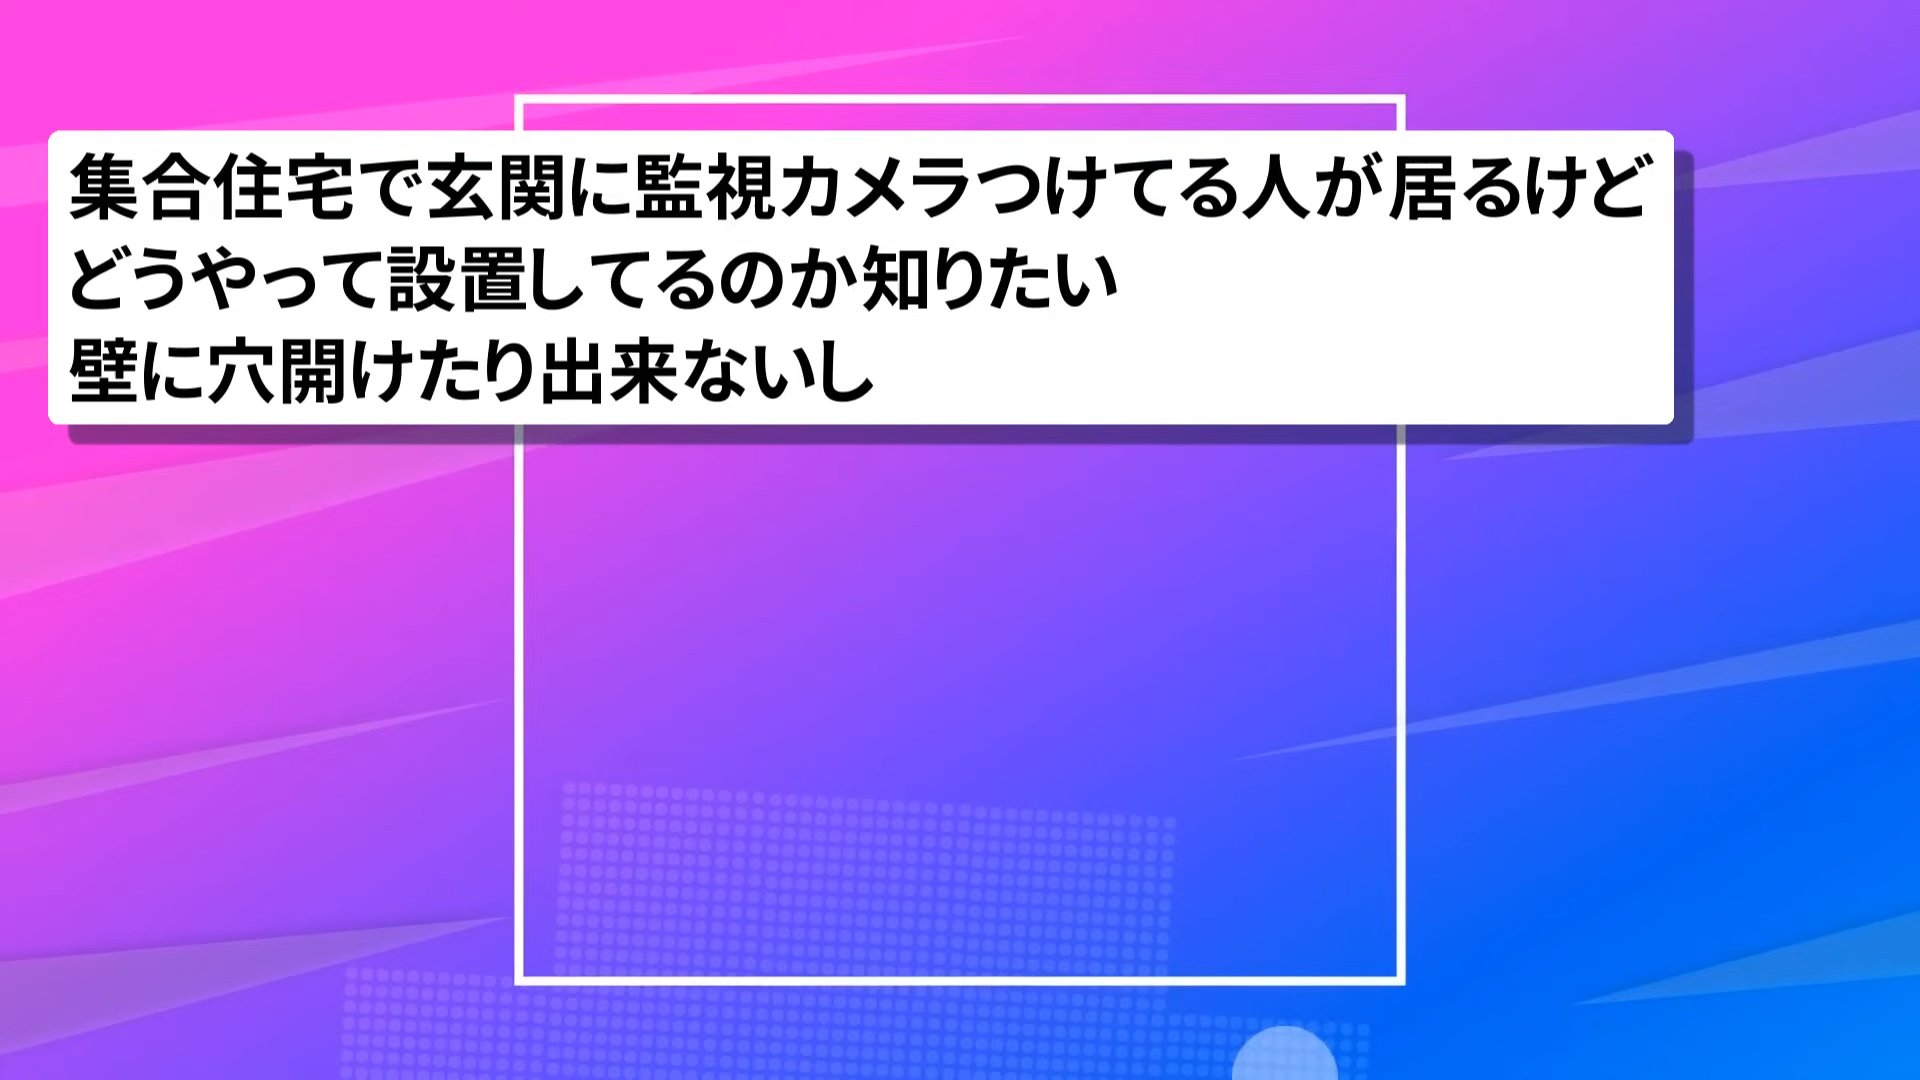 集合住宅で玄関に監視カメラつけてる人が居るけど
どうやって設置してるのか知りたい
壁に穴開けたり出来ないし